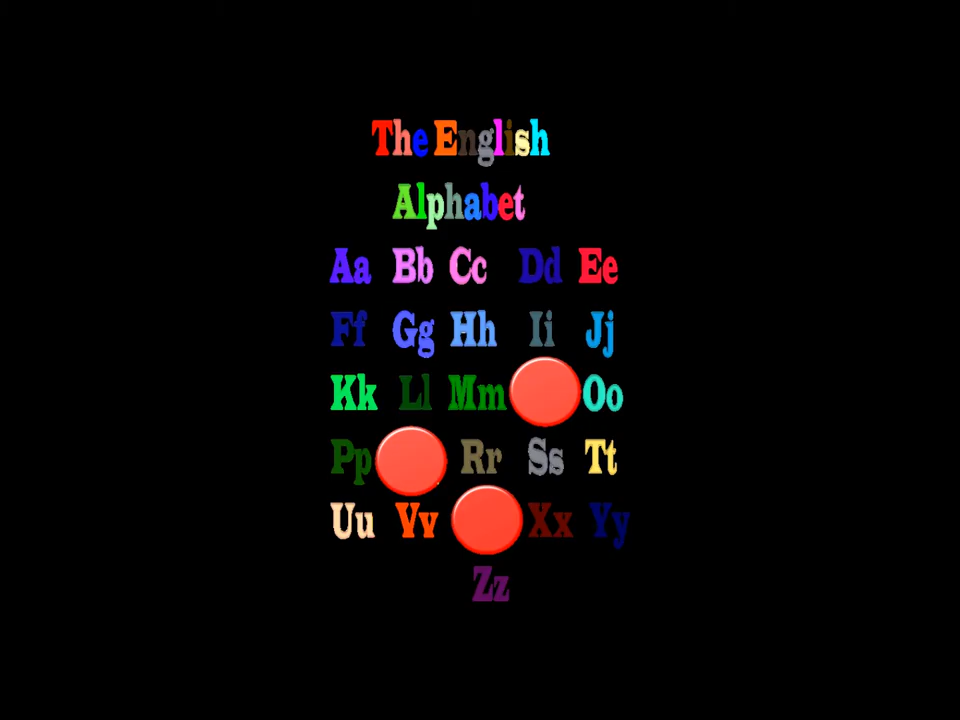 The English
Alphabet
Aa Bb Cc Dd Ee
Ff Gg Hh Ii Jj
Kk Ll Mm Oo
Pp Rr Ss Tt
Uu Vv Xx Yy
Zz